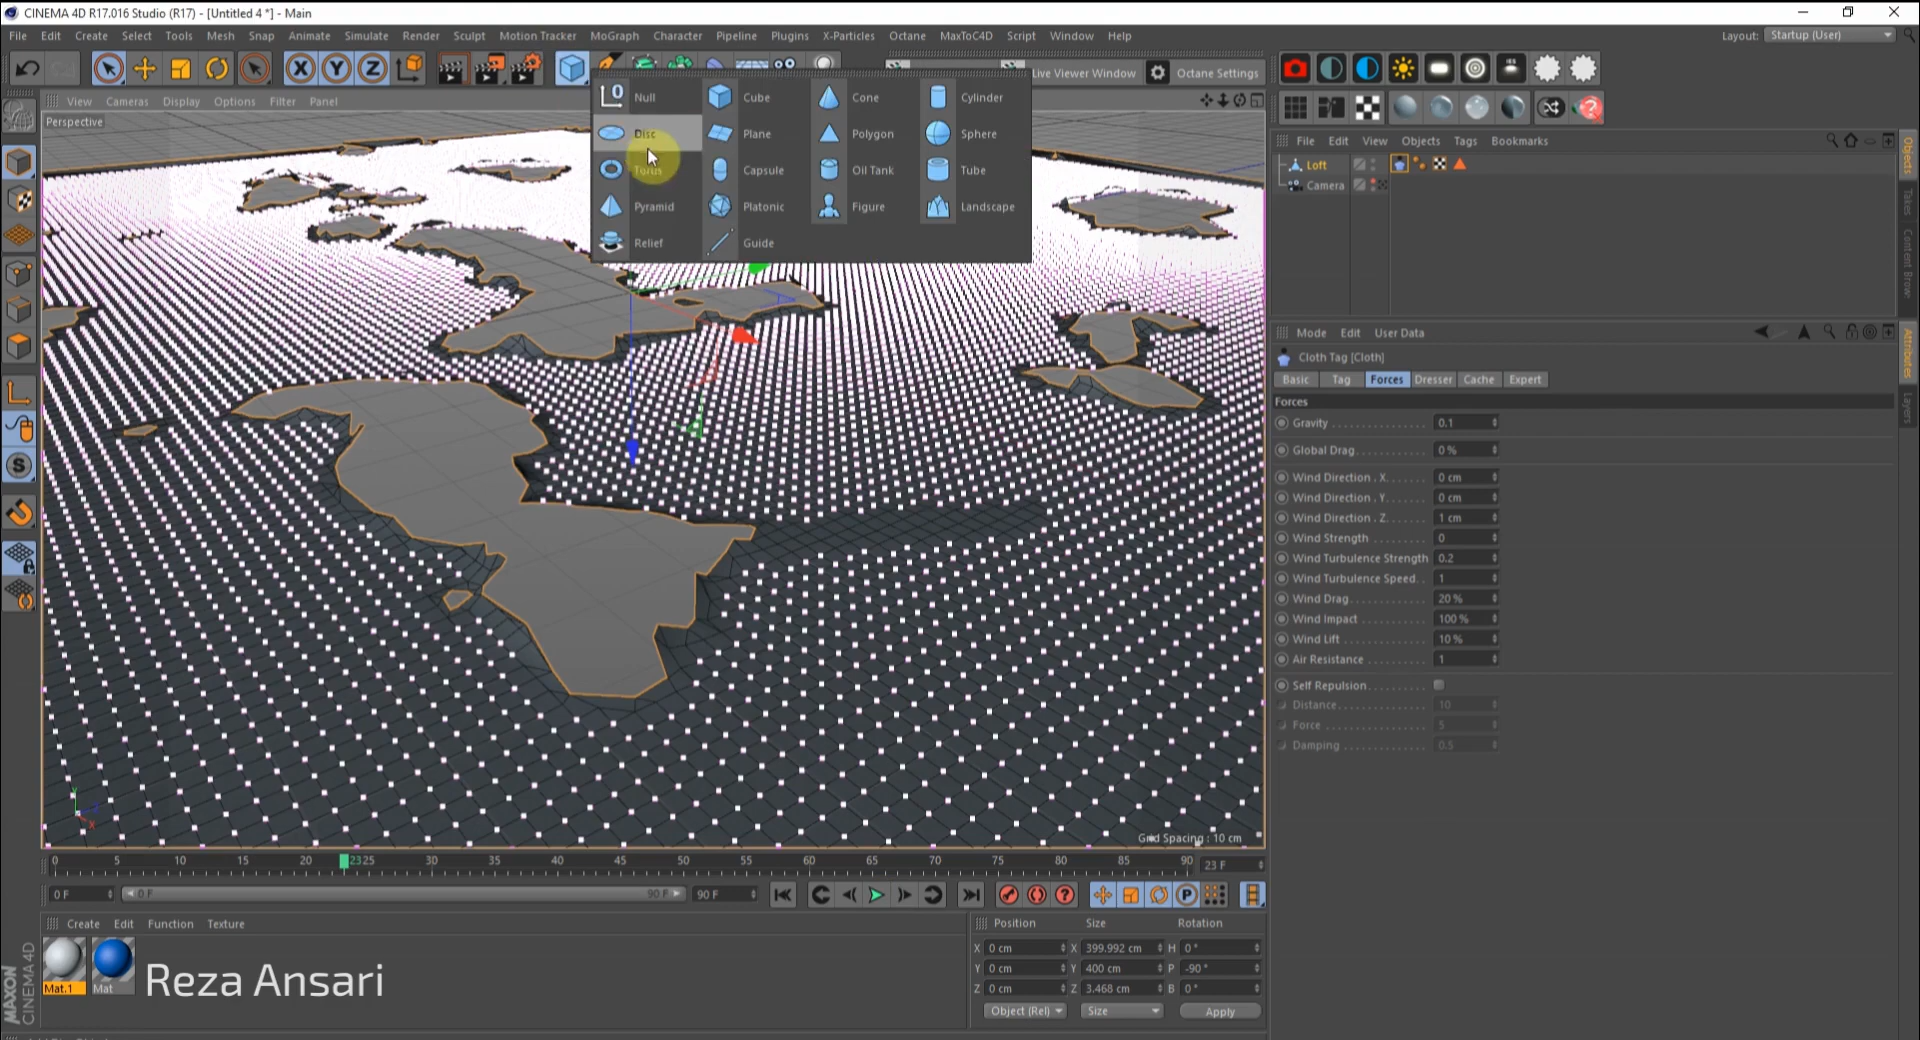 CINEMA 4D R17.016 Studio (R17) - [Untitled 4 *] - Main
File Edit Create Select Tools Mesh Snap Animate Simulate Render Sculpt Motion Tracker MoGraph Character Pipeline Plugins X-Particles Octane MaxToC4D Script Window Help Layout: Startup (User)
Live Viewer Window Octane Settings
View Cameras Display Options Filter Panel
Perspective
Null Cube Cone Cylinder
Disc Plane Polygon Sphere
Torus Capsule Oil Tank Tube
Pyramid Platonic Figure Landscape
Relief Guide
File Edit View Objects Tags Bookmarks
Loft
Camera
Objects
Takes
Content Brow
Mode Edit User Data
Attributes
Layers
Cloth Tag [Cloth]
Basic Tag Forces Dresser Cache Expert
Forces
Gravity 0.1
Global Drag 0 %
Wind Direction . X 0 cm
Wind Direction . Y 0 cm
Wind Direction . Z 1 cm
Wind Strength 0
Wind Turbulence Strength 0.2
Wind Turbulence Speed 1
Wind Drag 20 %
Wind Impact 100 %
Wind Lift 10 %
Air Resistance 1
Self Repulsion
Distance 10
Force 5
Damping 0.5
Y
X
Grid Spacing : 10 cm
0 5 10 15 20 23 25 30 35 40 45 50 55 60 65 70 75 80 85 90 23 F
0 F 0 F 90 F 90 F
Create Edit Function Texture
Mat.1 Mat
Reza Ansari
MAXON
CINEMA 4D
Position Size Rotation
X 0 cm X 399.992 cm H 0 °
Y 0 cm Y 400 cm P -90 °
Z 0 cm Z 3.468 cm B 0 °
Object (Rel) Size Apply